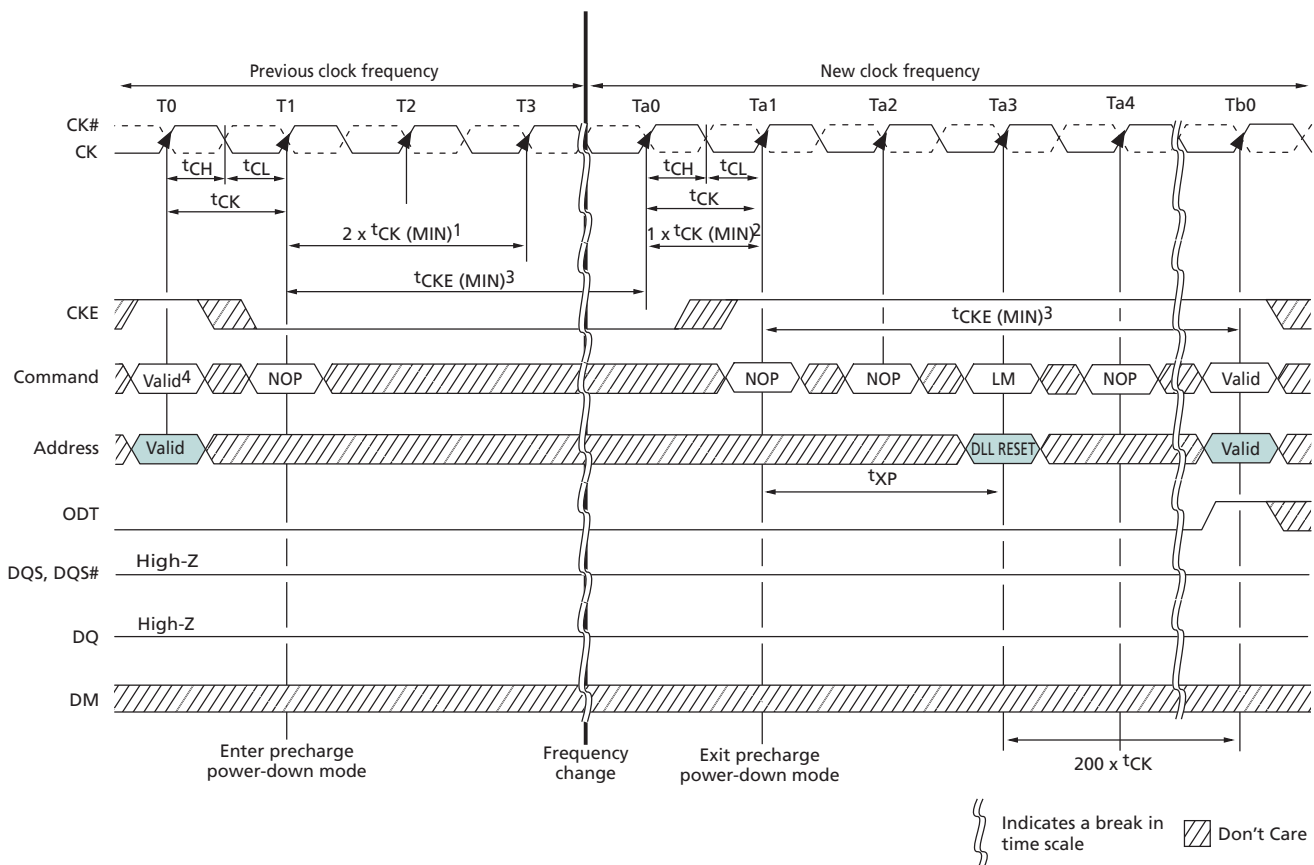 Previous clock frequency
New clock frequency
T0 T1 T2 T3 Ta0 Ta1 Ta2 Ta3 Ta4 Tb0
CK#
CK
tCH tCL tCH tCL
tCK tCK
2 x tCK (MIN)1 1 x tCK (MIN)2
tCKE (MIN)3
CKE
tCKE (MIN)3
Command Valid4 NOP NOP NOP LM NOP Valid
Address Valid DLL RESET Valid
tXP
ODT
DQS, DQS# High-Z
DQ High-Z
DM
Enter precharge
power-down mode
Frequency
change
Exit precharge
power-down mode
200 x tCK
Indicates a break in
time scale
Don't Care